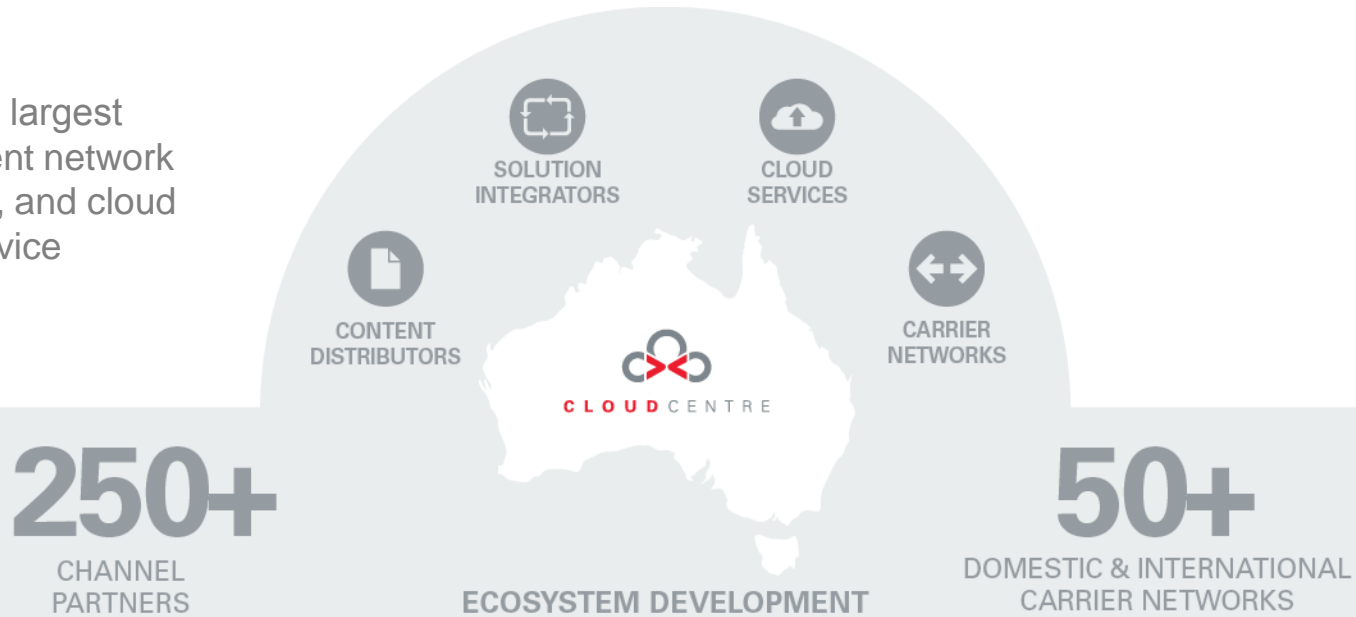 largest
ent network
, and cloud
vice
SOLUTION
INTEGRATORS
CLOUD
SERVICES
CONTENT
DISTRIBUTORS
CARRIER
NETWORKS
CLOUDCENTRE
250+
CHANNEL
PARTNERS
ECOSYSTEM DEVELOPMENT
50+
DOMESTIC & INTERNATIONAL
CARRIER NETWORKS